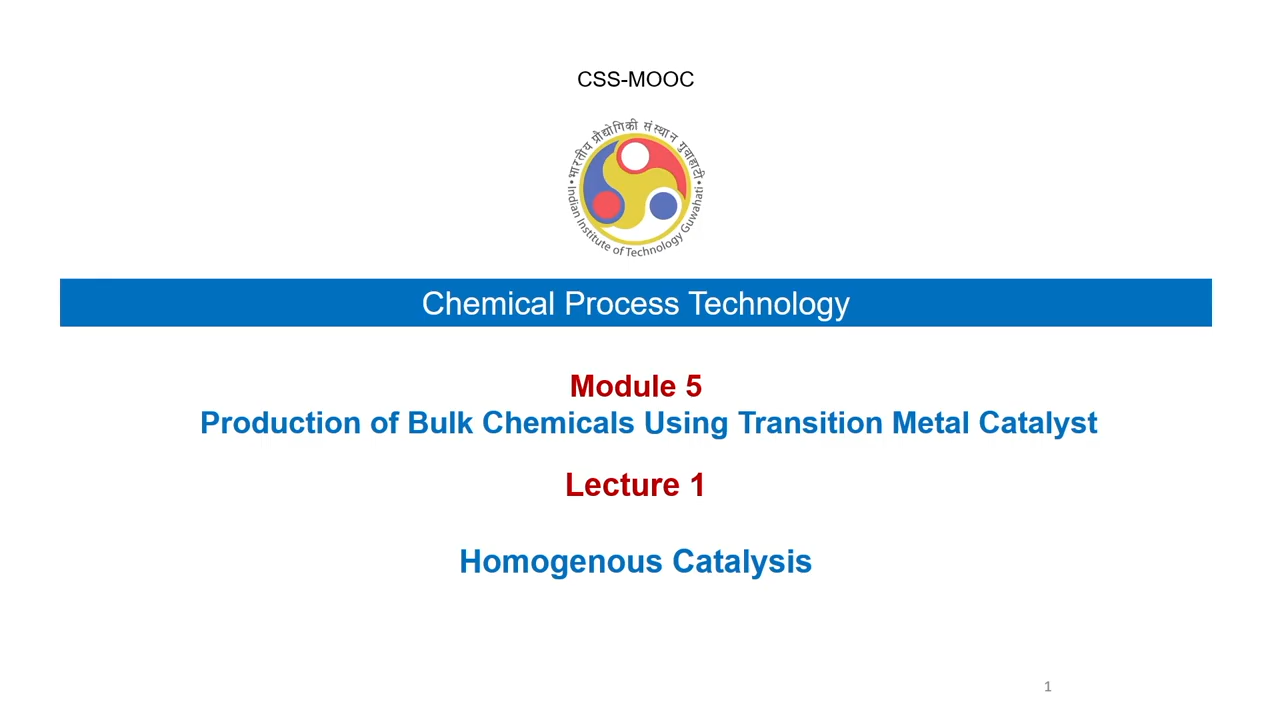 CSS-MOOC
भारतीय प्रौद्योगिकी संस्थान गुवाहाटी
Indian Institute of Technology Guwahati
Chemical Process Technology
Module 5
Production of Bulk Chemicals Using Transition Metal Catalyst
Lecture 1
Homogenous Catalysis
1